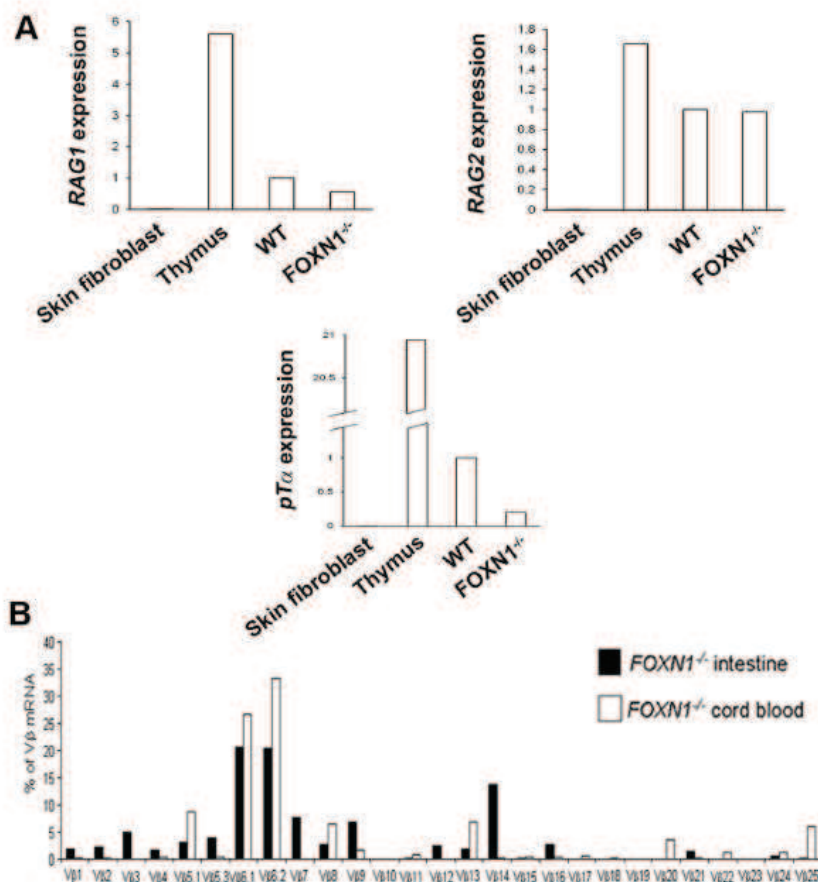 A
RAG1 expression
6
5
4
3
2
1
0
Skin fibroblast
Thymus
WT
FOXN1-/-
RAG2 expression
1.8
1.6
1.4
1.2
1
0.8
0.6
0.4
0.2
0
Skin fibroblast
Thymus
WT
FOXN1-/-
pTα expression
21
20.5
1
0.5
0
Skin fibroblast
Thymus
WT
FOXN1-/-
B
% of Vβ mRNA
40
35
30
25
20
15
10
5
0
FOXN1-/- intestine
FOXN1-/- cord blood
Vβ1 Vβ2 Vβ3 Vβ4 Vβ5.1 Vβ5.3 Vβ6.1 Vβ6.2 Vβ7 Vβ8 Vβ9 Vβ10 Vβ11 Vβ12 Vβ13 Vβ14 Vβ15 Vβ16 Vβ17 Vβ18 Vβ19 Vβ20 Vβ21 Vβ22 Vβ23 Vβ24 Vβ25